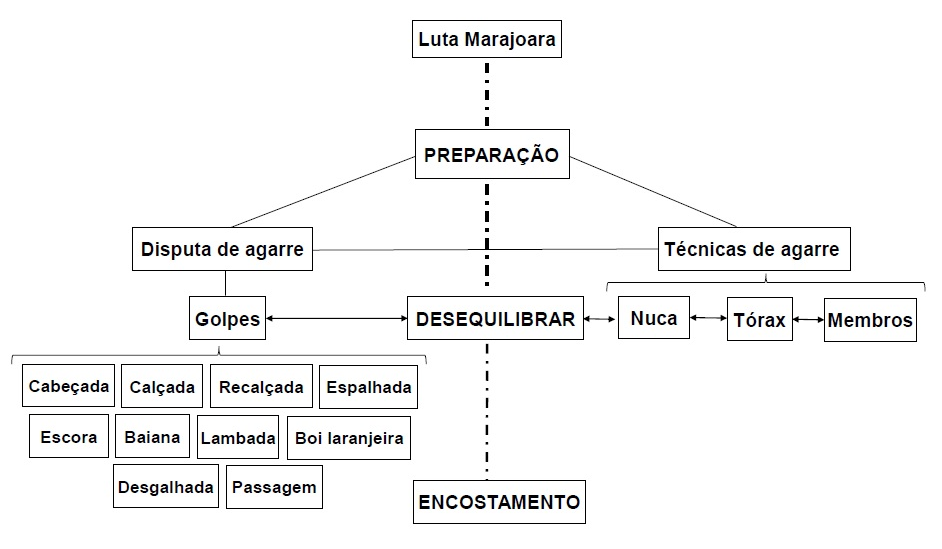 Luta Marajoara
PREPARAÇÃO
Disputa de agarre
Técnicas de agarre
Golpes
DESEQUILIBRAR
Nuca
Tórax
Membros
Cabeçada
Calçada
Recalçada
Espalhada
Escora
Baiana
Lambada
Boi laranjeira
Desgalhada
Passagem
ENCOSTAMENTO